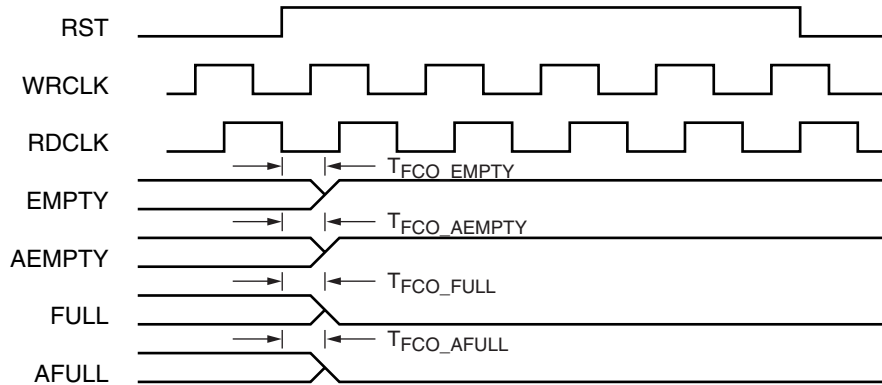 RST
WRCLK
RDCLK
TFCO_EMPTY
EMPTY
TFCO_AEMPTY
AEMPTY
TFCO_FULL
FULL
TFCO_AFULL
AFULL